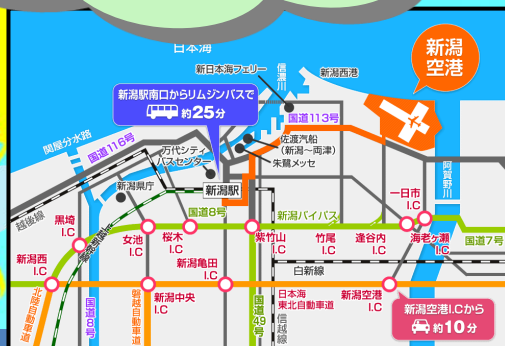 日本海
新潟
空港
新日本海フェリー
信濃川
新潟西港
新潟駅南口からリムジンバスで
約25分
国道113号
関屋分水路
国道116号
万代シティ
バスセンター
佐渡汽船
(新潟〜両津)
朱鷺メッセ
阿賀野川
新潟県庁
新潟駅
越後線
国道8号
新潟バイパス
一日市
I.C
黒埼
I.C
女池
I.C
桜木
I.C
紫竹山
I.C
竹尾
I.C
逢谷内
I.C
海老ヶ瀬
I.C
国道7号
新潟西
I.C
新潟亀田
I.C
白新線
北陸自動車道
国道8号
磐越自動車道
新潟中央
I.C
国道49号
信越線
日本海
東北自動車道
新潟空港
I.C
新潟空港I.Cから
約10分